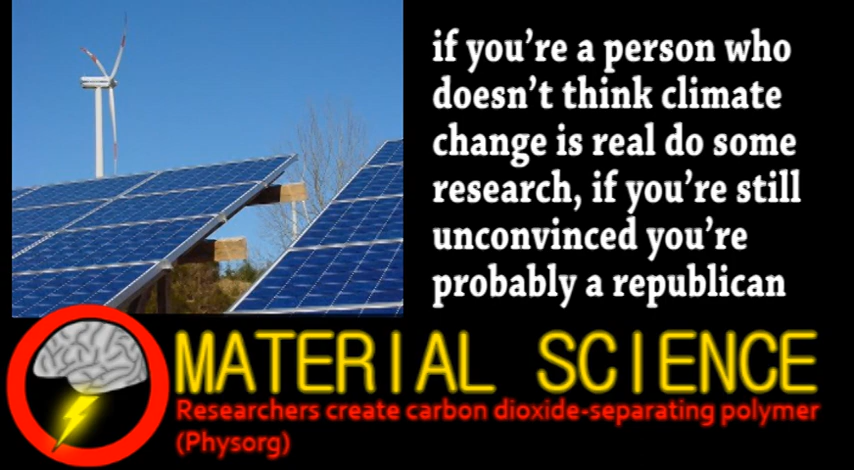 if you're a person who
doesn't think climate
change is real do some
research, if you're still
unconvinced you're
probably a republican
MATERIAL SCIENCE
Researchers create carbon dioxide-separating polymer
(Physorg)